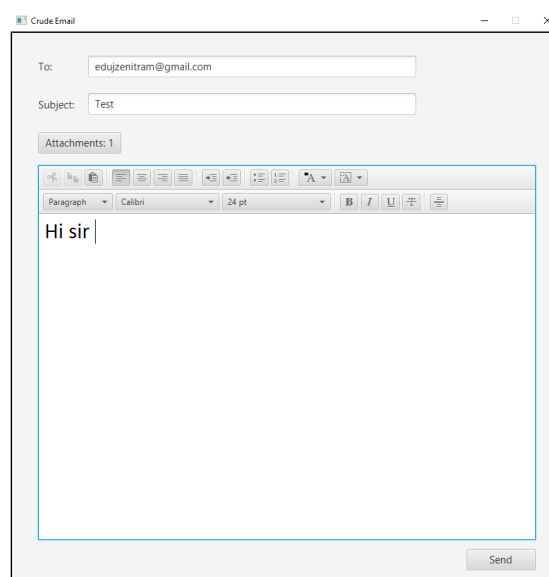 Crude Email
To: edujzenitram@gmail.com
Subject: Test
Attachments: 1
A A
Paragraph Calibri 24 pt B I U T
Hi sir
Send